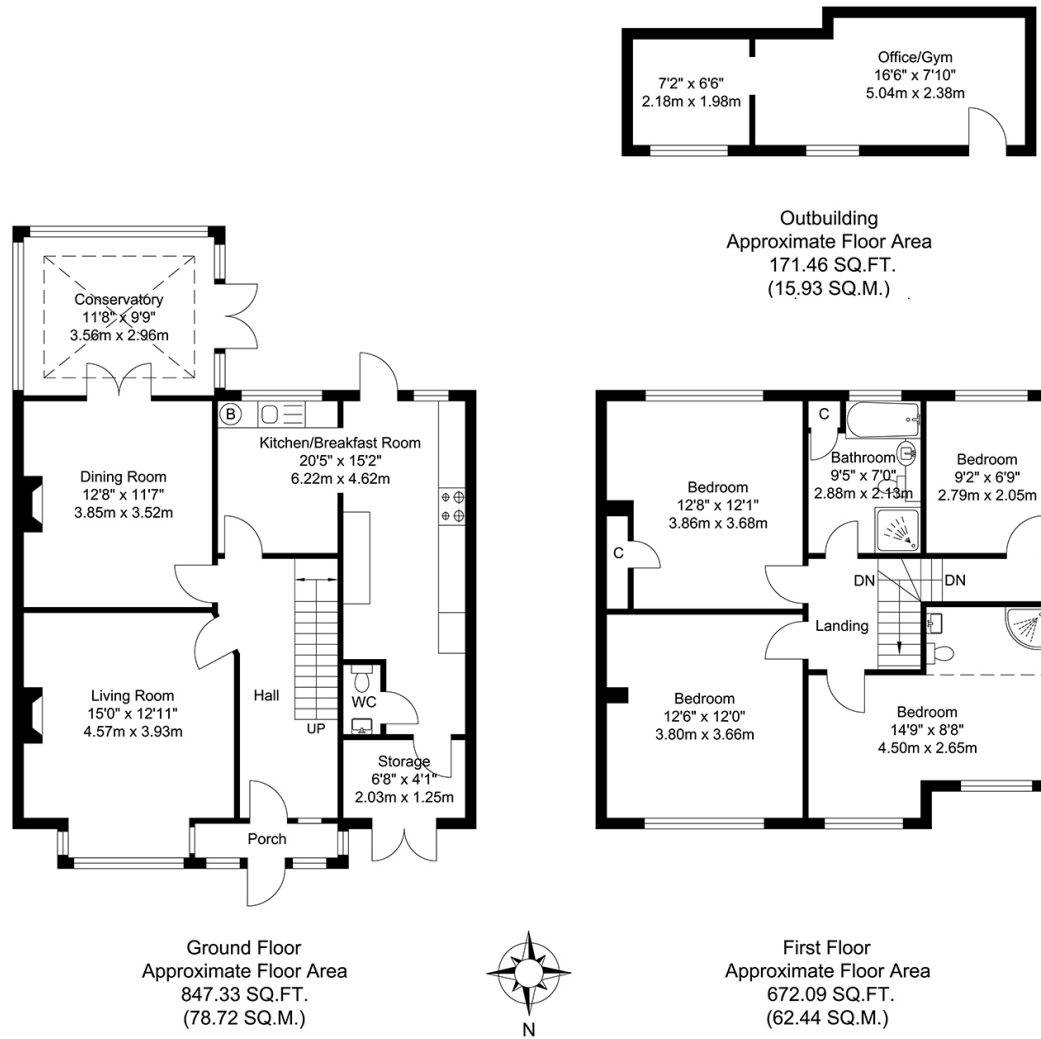 Office/Gym
16'6" x 7'10"
5.04m x 2.38m
7'2" x 6'6"
2.18m x 1.98m
Outbuilding
Approximate Floor Area
171.46 SQ.FT.
(15.93 SQ.M.)
Conservatory
11'8" x 9'9"
3.56m x 2.96m
B
Kitchen/Breakfast Room
20'5" x 15'2"
6.22m x 4.62m
Dining Room
12'8" x 11'7"
3.85m x 3.52m
Living Room
15'0" x 12'11"
4.57m x 3.93m
Hall
UP
WC
Storage
6'8" x 4'1"
2.03m x 1.25m
Porch
Ground Floor
Approximate Floor Area
847.33 SQ.FT.
(78.72 SQ.M.)
N
C
Bathroom
9'5" x 7'0"
2.88m x 2.13m
Bedroom
9'2" x 6'9"
2.79m x 2.05m
Bedroom
12'8" x 12'1"
3.86m x 3.68m
C
DN
DN
Landing
Bedroom
12'6" x 12'0"
3.80m x 3.66m
Bedroom
14'9" x 8'8"
4.50m x 2.65m
First Floor
Approximate Floor Area
672.09 SQ.FT.
(62.44 SQ.M.)